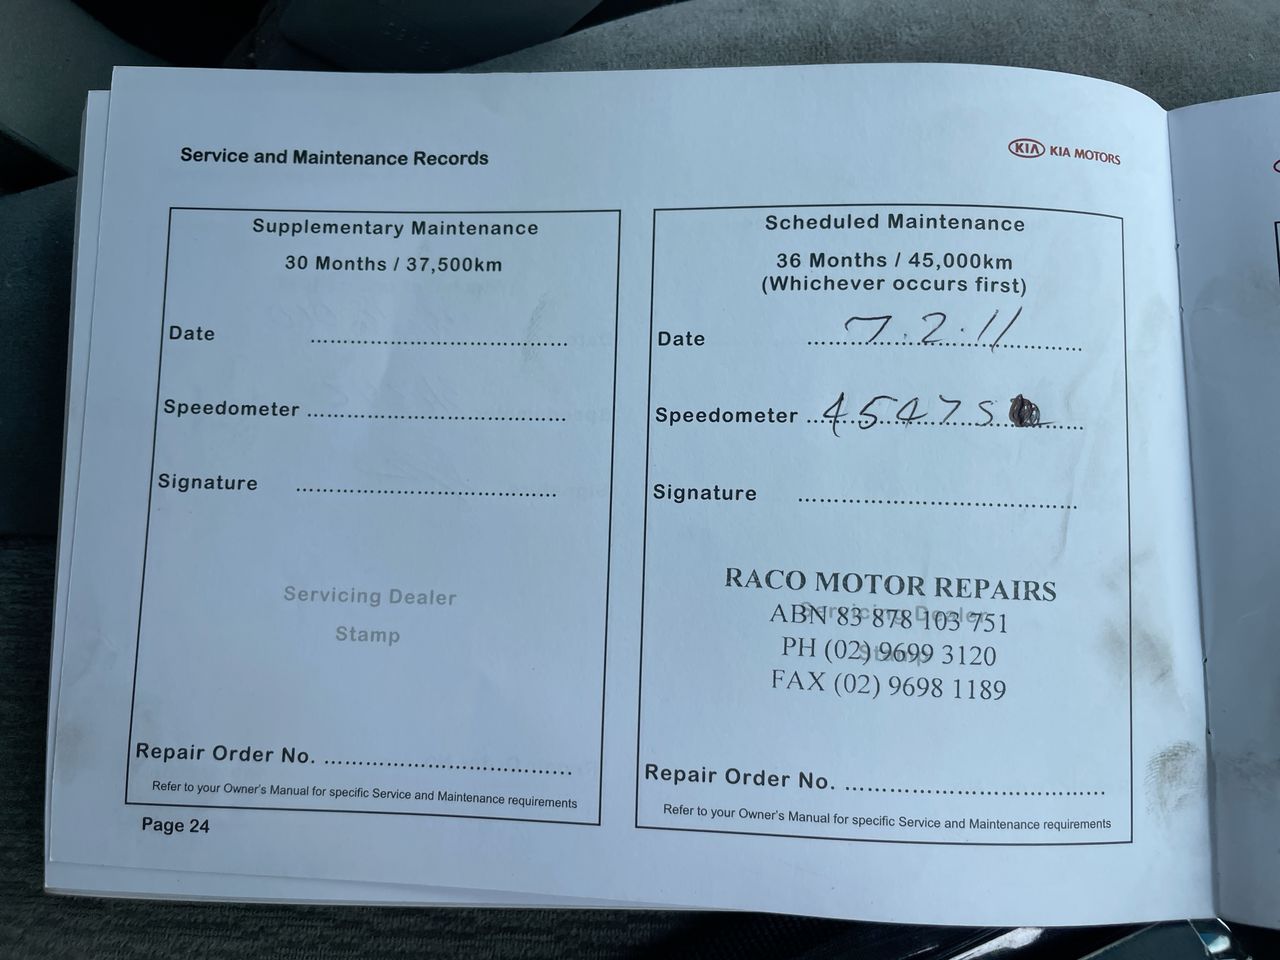 Service and Maintenance Records
KIA KIA MOTORS
Supplementary Maintenance
30 Months / 37,500km
Date ......................................
Speedometer ......................................
Signature ......................................
Servicing Dealer
Stamp
Repair Order No. ......................................
Refer to your Owner's Manual for specific Service and Maintenance requirements
Page 24
Scheduled Maintenance
36 Months / 45,000km
(Whichever occurs first)
Date 7.2.11
Speedometer 45475
Signature ......................................
RACO MOTOR REPAIRS
Servicing Dealer
ABN 83 878 103 751
Stamp
PH (02) 9699 3120
FAX (02) 9698 1189
Repair Order No. ......................................
Refer to your Owner's Manual for specific Service and Maintenance requirements